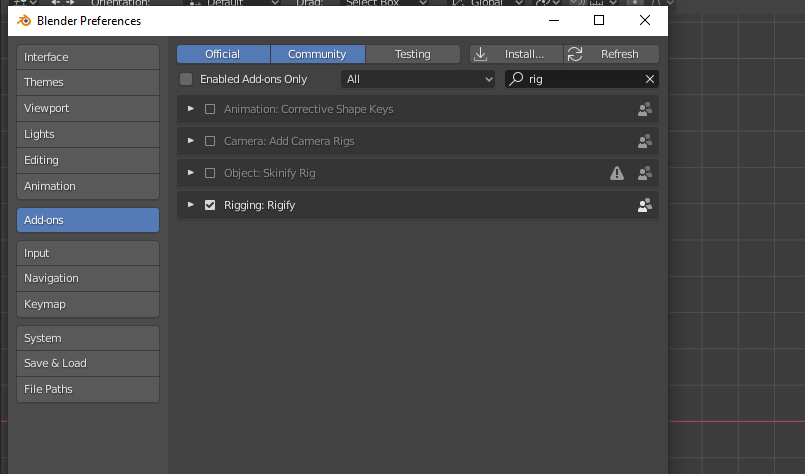 Orientation: Default Drag: Select Box Global
Blender Preferences
Interface
Themes
Viewport
Lights
Editing
Animation
Add-ons
Input
Navigation
Keymap
System
Save & Load
File Paths
Official Community Testing Install... Refresh
Enabled Add-ons Only All rig
Animation: Corrective Shape Keys
Camera: Add Camera Rigs
Object: Skinify Rig
Rigging: Rigify